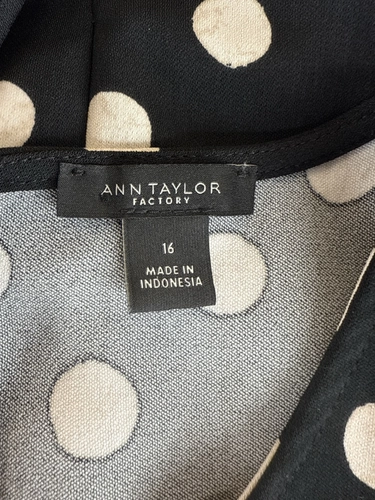 ANN TAYLOR
FACTORY
16
MADE IN
INDONESIA